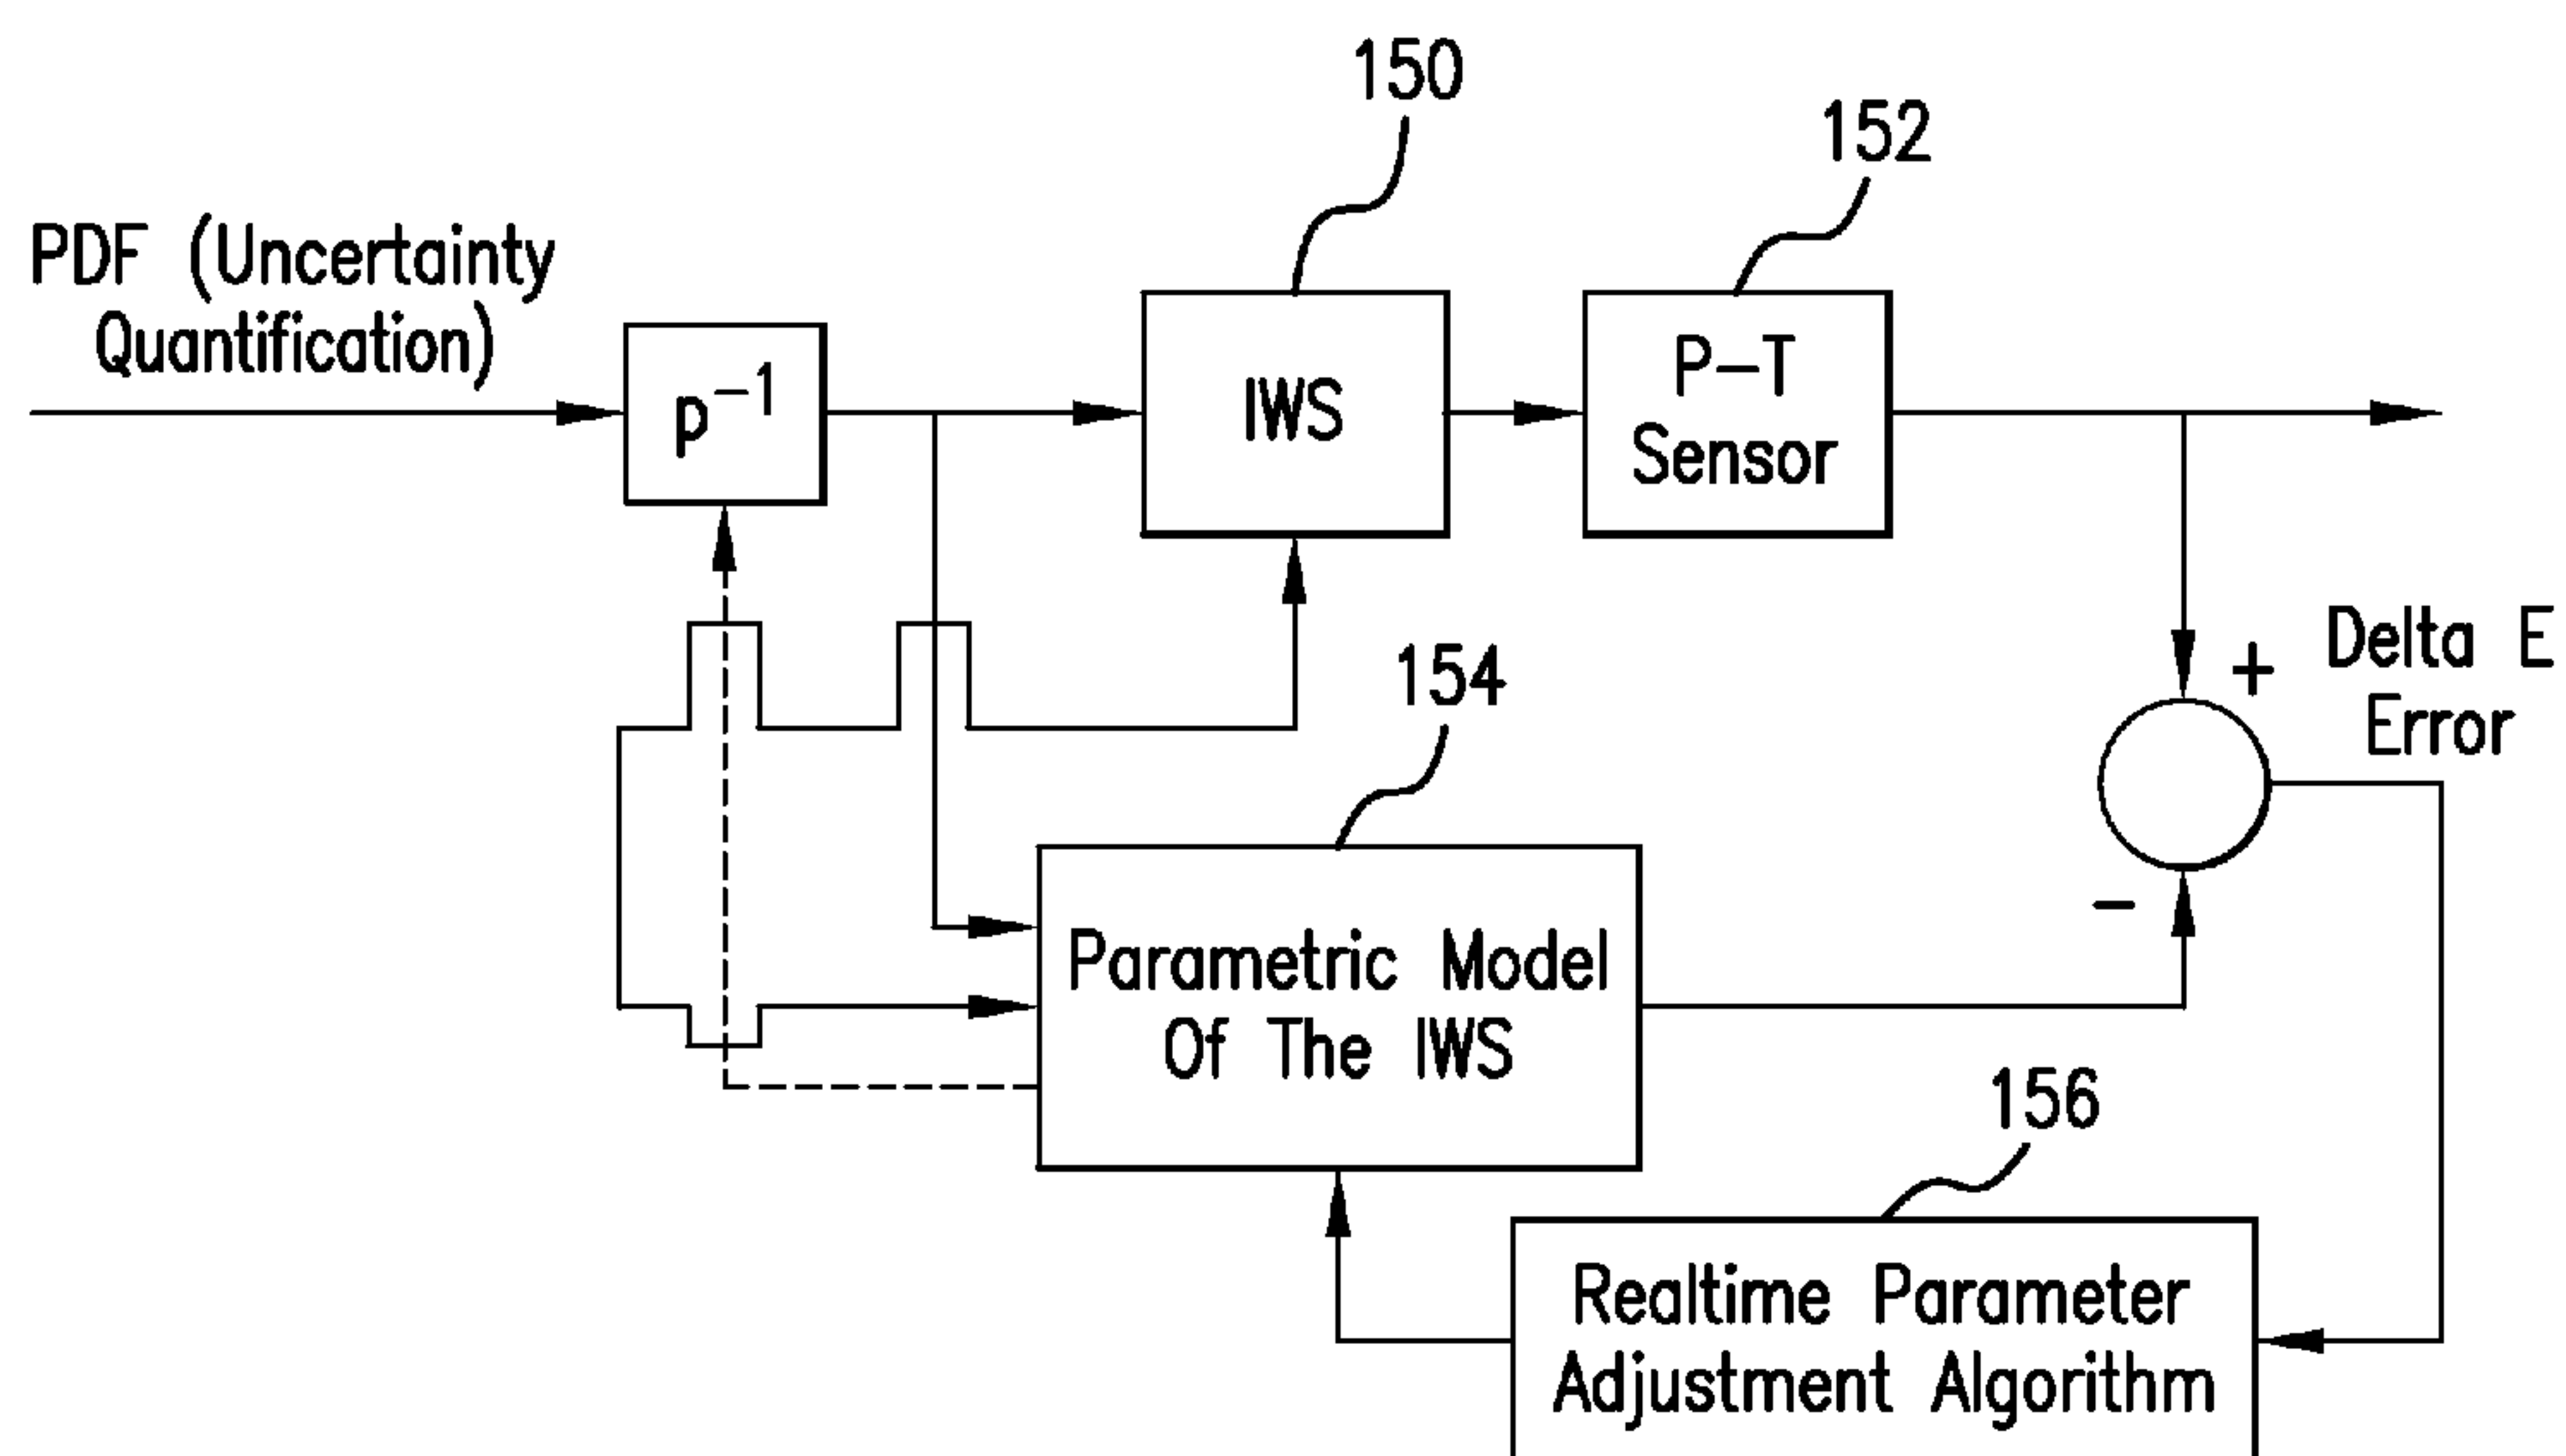 150
152
PDF (Uncertainty
Quantification)
p⁻¹
IWS
P-T
Sensor
154
+
Delta E
Error
-
Parametric Model
Of The IWS
156
Realtime Parameter
Adjustment Algorithm